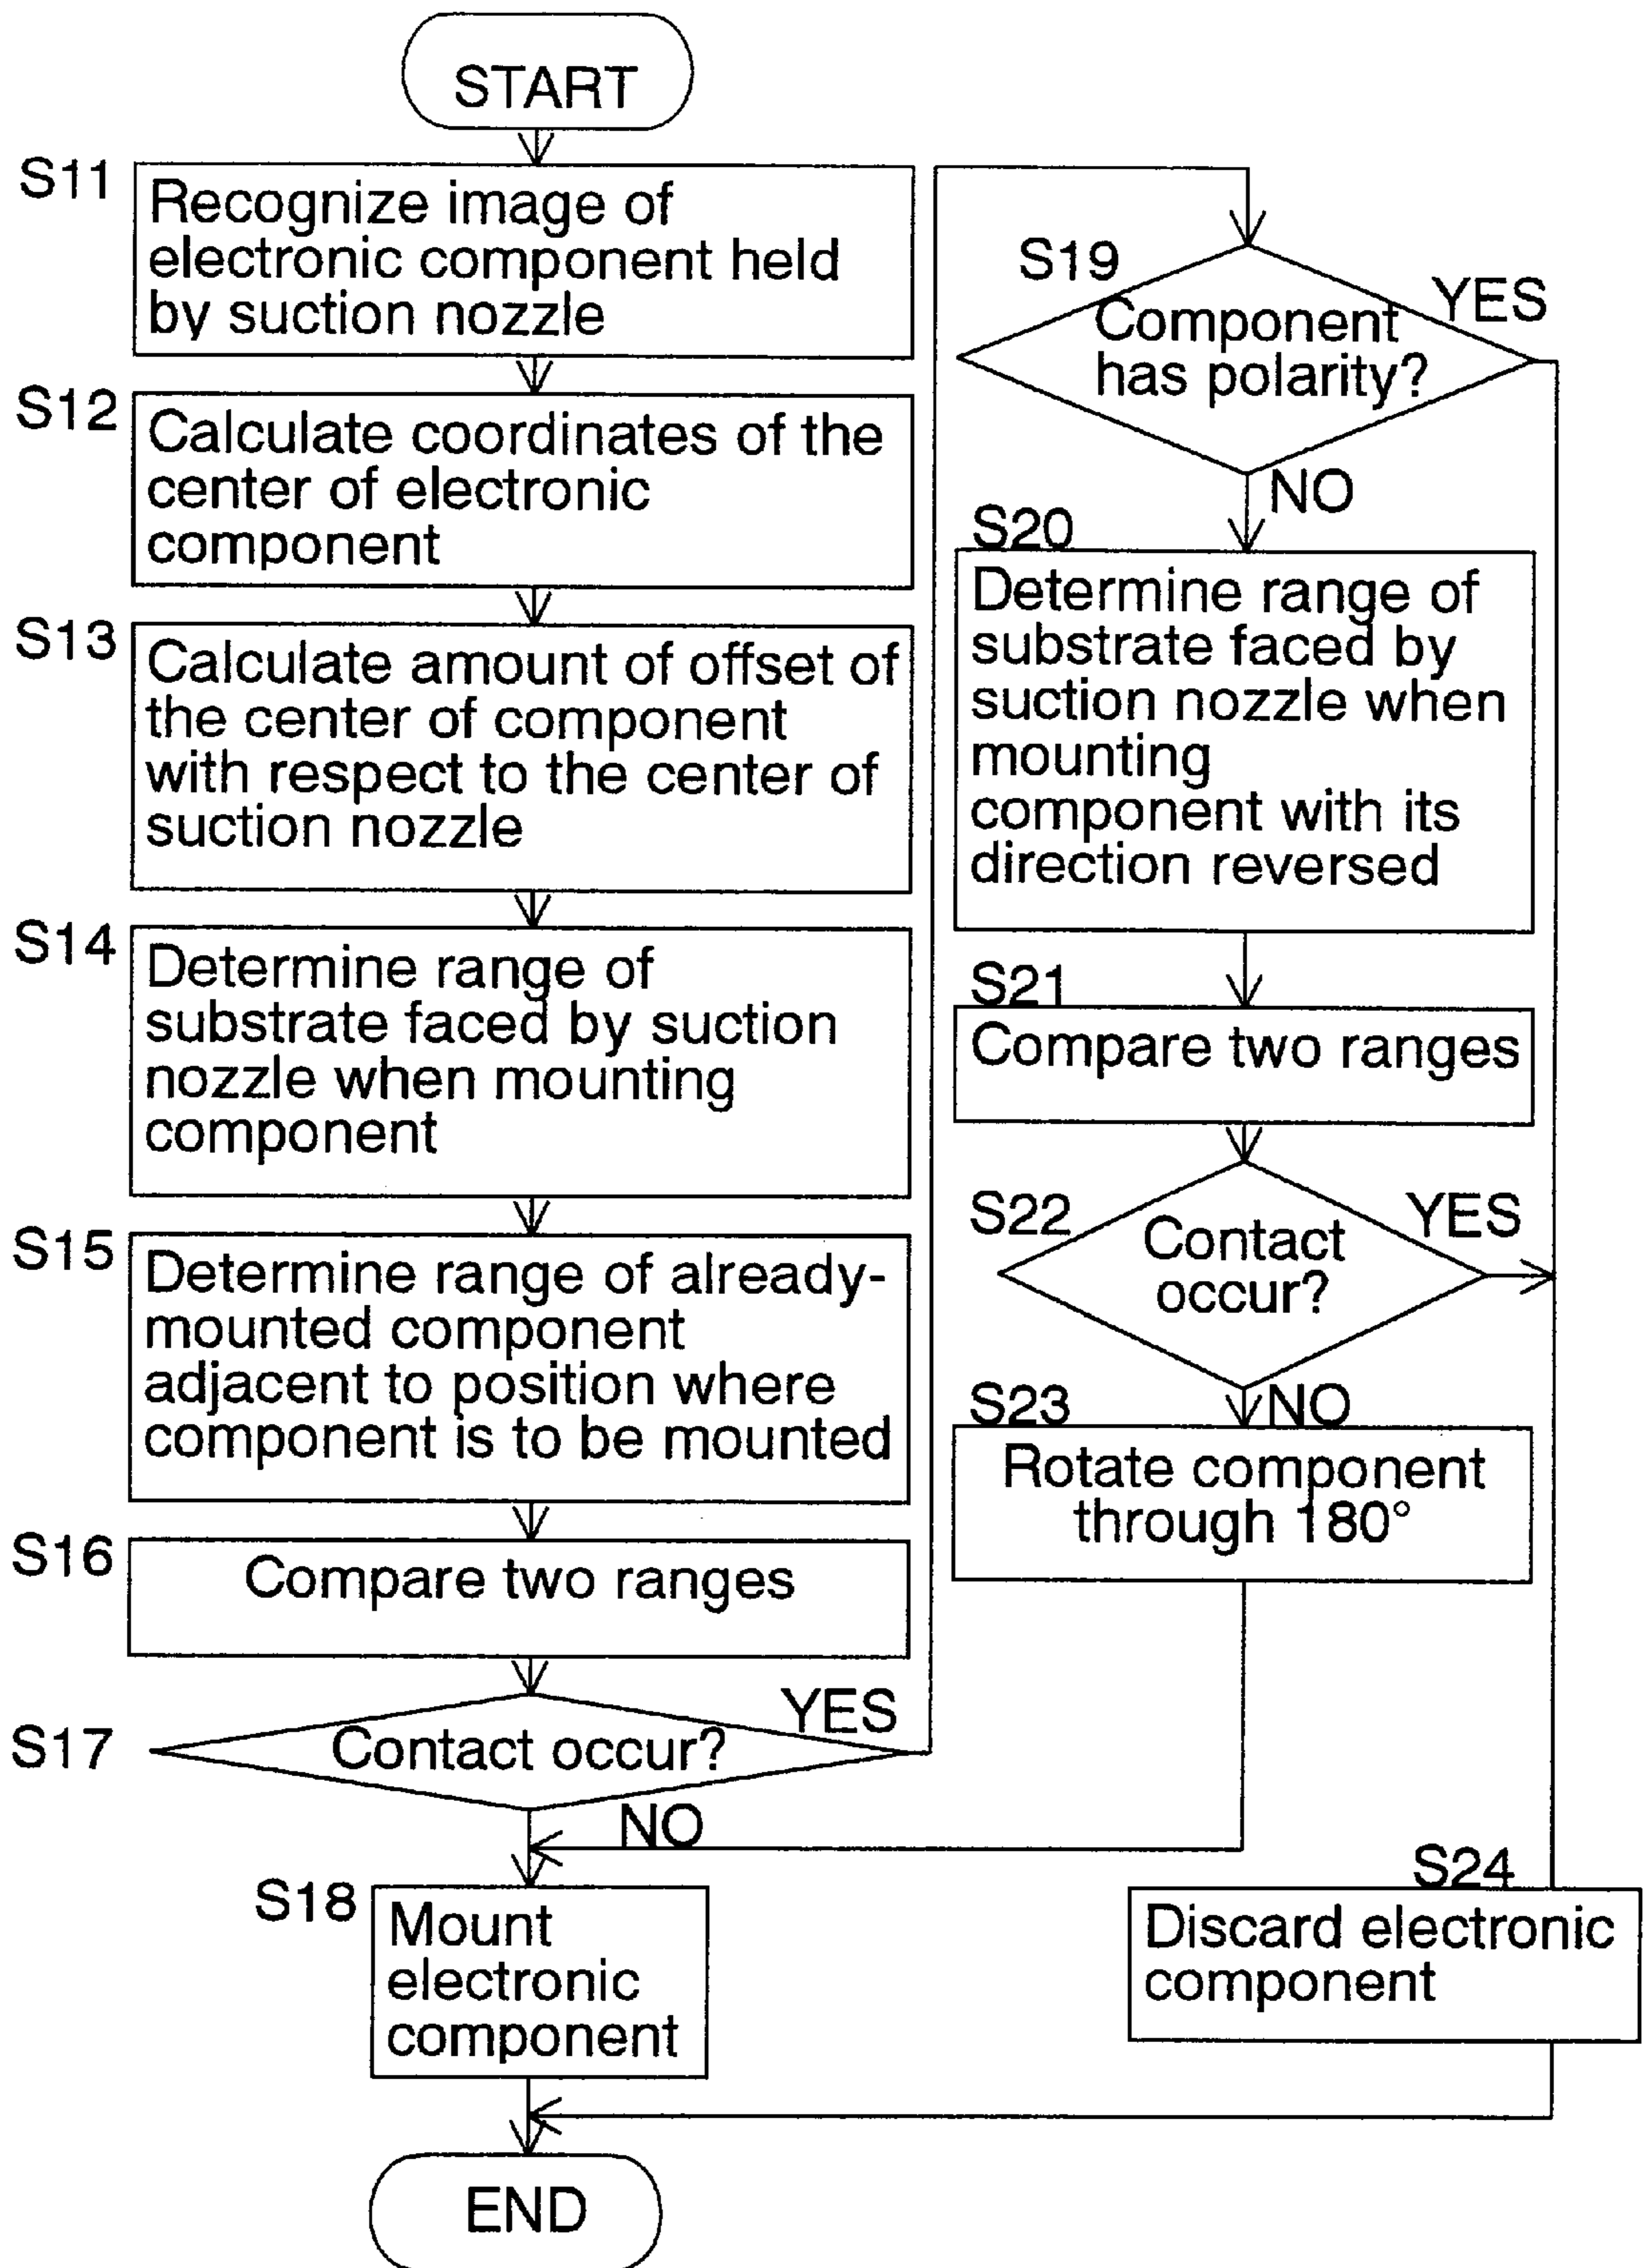 START
S11
Recognize image of
electronic component held
by suction nozzle
S12
Calculate coordinates of the
center of electronic
component
S13
Calculate amount of offset of
the center of component
with respect to the center of
suction nozzle
S14
Determine range of
substrate faced by suction
nozzle when mounting
component
S15
Determine range of already-
mounted component
adjacent to position where
component is to be mounted
S16
Compare two ranges
S17
Contact occur?
YES
NO
S18
Mount
electronic
component
END
S19
Component
has polarity?
YES
NO
S20
Determine range of
substrate faced by
suction nozzle when
mounting
component with its
direction reversed
S21
Compare two ranges
S22
Contact
occur?
YES
NO
S23
Rotate component
through 180°
S24
Discard electronic
component